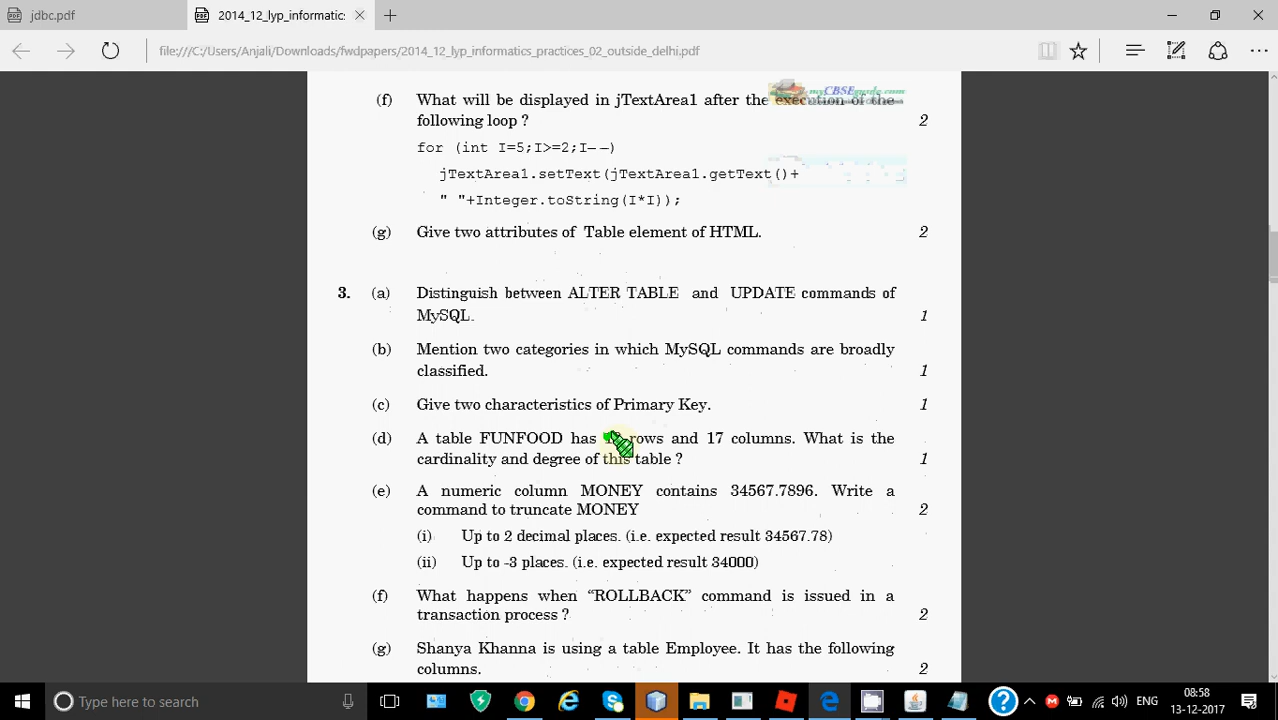 jdbc.pdf
2014_12_lyp_informatic:
file:///C:/Users/Anjali/Downloads/fwdpapers/2014_12_lyp_informatics_practices_02_outside_delhi.pdf
(f) What will be displayed in jTextArea1 after the execution of the
following loop ? 2
for (int I=5;I>=2;I--)
jTextArea1.setText(jTextArea1.getText()+
" "+Integer.toString(I*I));
(g) Give two attributes of Table element of HTML. 2
3. (a) Distinguish between ALTER TABLE and UPDATE commands of
MySQL. 1
(b) Mention two categories in which MySQL commands are broadly
classified. 1
(c) Give two characteristics of Primary Key. 1
(d) A table FUNFOOD has rows and 17 columns. What is the
cardinality and degree of this table ? 1
(e) A numeric column MONEY contains 34567.7896. Write a
command to truncate MONEY 2
(i) Up to 2 decimal places. (i.e. expected result 34567.78)
(ii) Up to -3 places. (i.e. expected result 34000)
(f) What happens when “ROLLBACK” command is issued in a
transaction process ? 2
(g) Shanya Khanna is using a table Employee. It has the following
columns. 2
Type here to search
ENG
08:58
13-12-2017